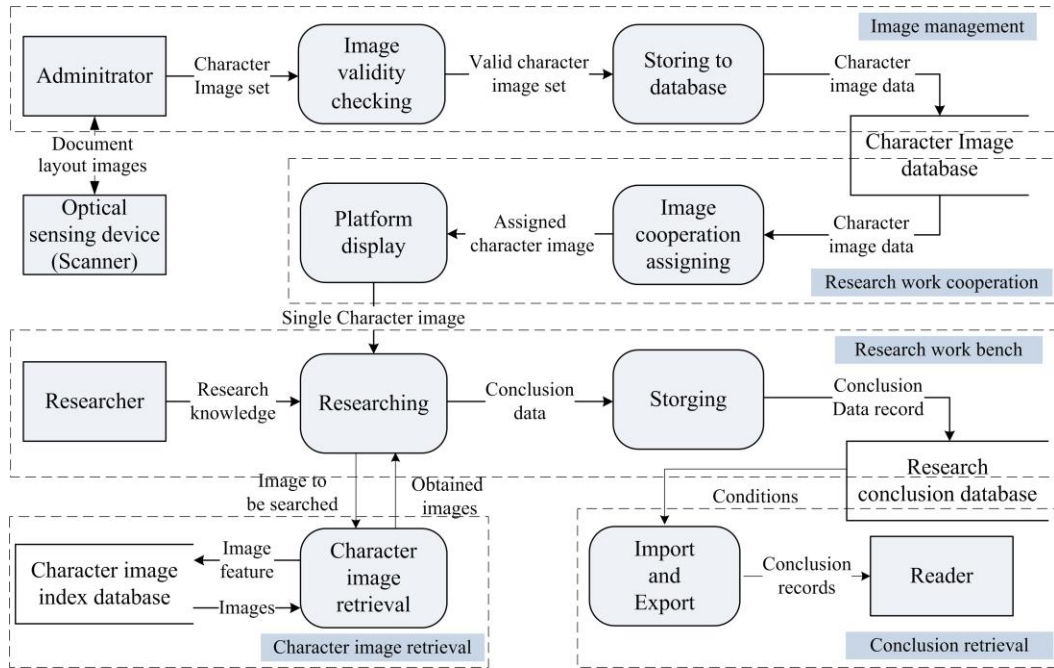 Image management
Adminitrator
Character
Image set
Image
validity
checking
Valid character
image set
Storing to
database
Character
image data
Document
layout images
Character Image
database
Optical
sensing device
(Scanner)
Platform
display
Assigned
character image
Image
cooperation
assigning
Character
image data
Research work cooperation
Single Character image
Research work bench
Researcher
Research
knowledge
Researching
Conclusion
data
Storging
Conclusion
Data record
Image to
be searched
Obtained
images
Conditions
Research
conclusion database
Character image
index database
Image
feature
Images
Character
image
retrieval
Import
and
Export
Conclusion
records
Reader
Character image retrieval
Conclusion retrieval